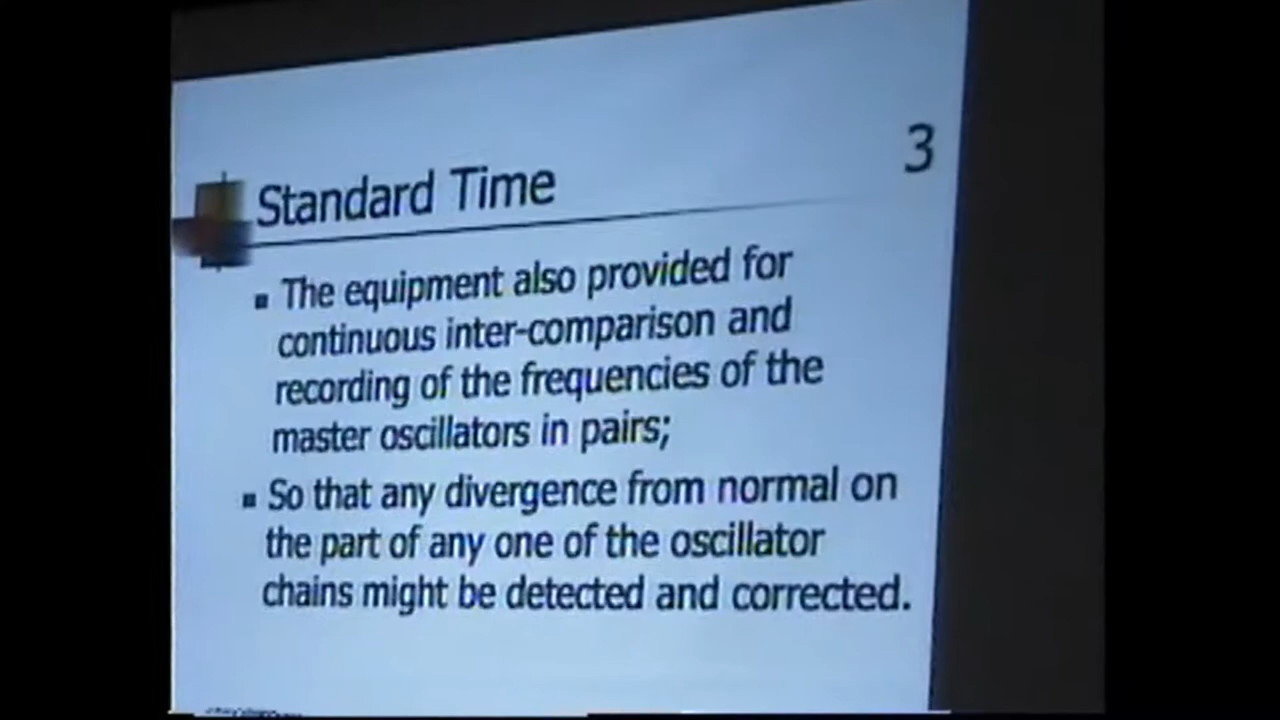 3
Standard Time
▪ The equipment also provided for
continuous inter-comparison and
recording of the frequencies of the
master oscillators in pairs;
▪ So that any divergence from normal on
the part of any one of the oscillator
chains might be detected and corrected.